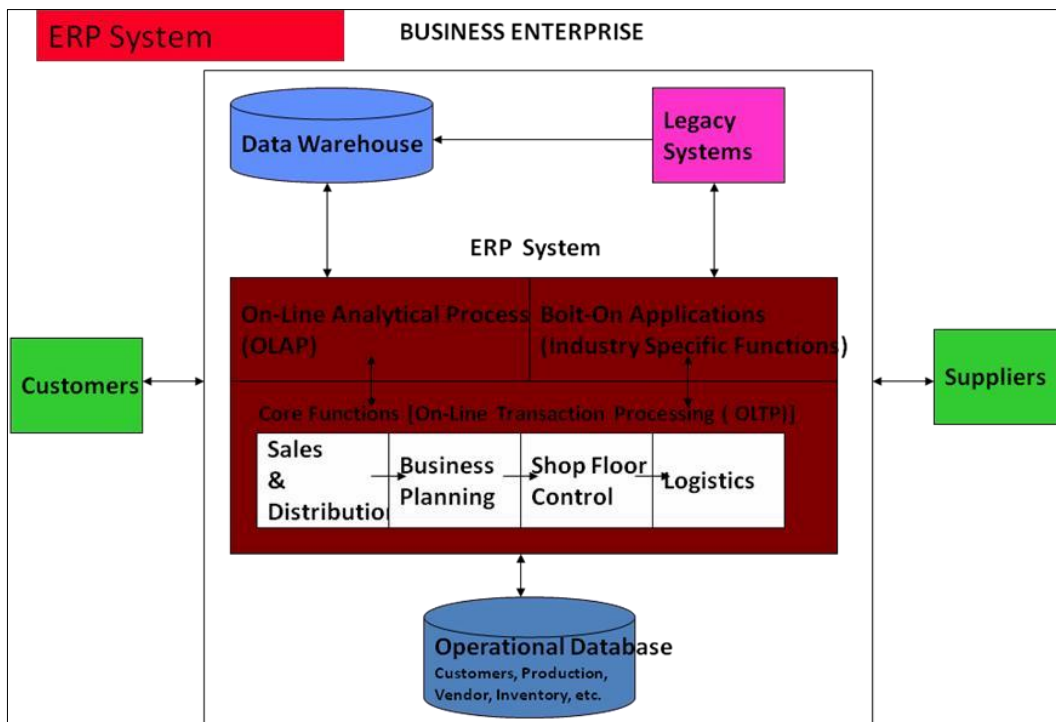 ERP System
BUSINESS ENTERPRISE
Data Warehouse
Legacy
Systems
ERP System
On-Line Analytical Process
(OLAP)
Bolt-On Applications
(Industry Specific Functions)
Customers
Suppliers
Core Functions [On-Line Transaction Processing ( OLTP)]
Sales
&
Distribution
Business
Planning
Shop Floor
Control
Logistics
Operational Database
Customers, Production,
Vendor, Inventory, etc.